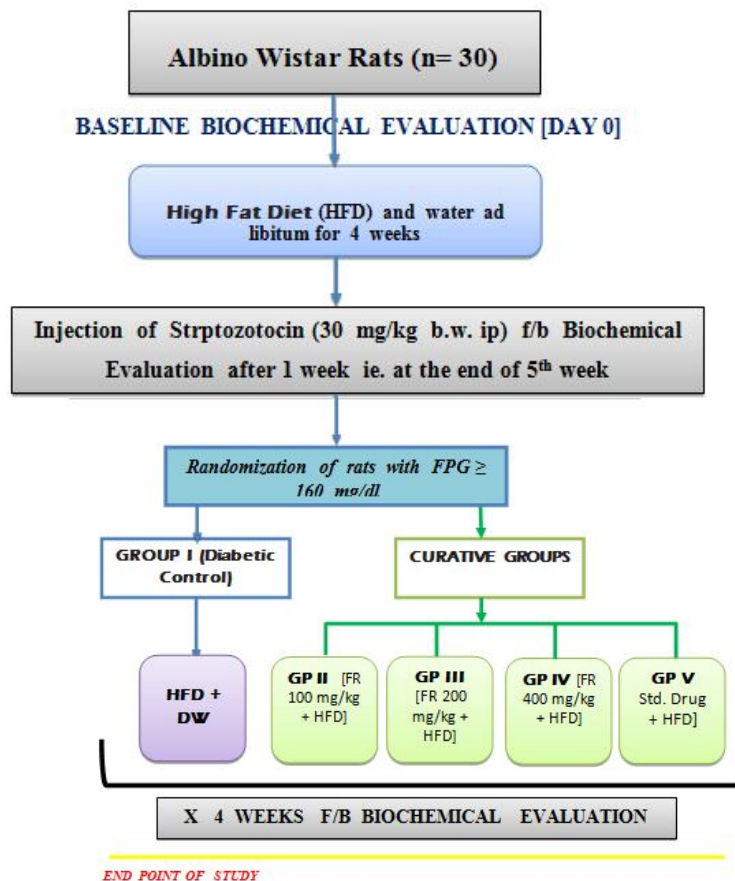 Albino Wistar Rats (n= 30)
BASELINE BIOCHEMICAL EVALUATION [DAY 0]
High Fat Diet (HFD) and water ad
libitum for 4 weeks
Injection of Strptozotocin (30 mg/kg b.w. ip) f/b Biochemical
Evaluation after 1 week ie. at the end of 5th week
Randomization of rats with FPG ≥
160 mg/dl
GROUP I (Diabetic
Control)
CURATIVE GROUPS
HFD +
DW
GP II [FR
100 mg/kg
+ HFD]
GP III
[FR 200
mg/kg +
HFD]
GP IV [FR
400 mg/kg
+ HFD]
GP V
Std. Drug
+ HFD]
X 4 WEEKS F/B BIOCHEMICAL EVALUATION
END POINT OF STUDY